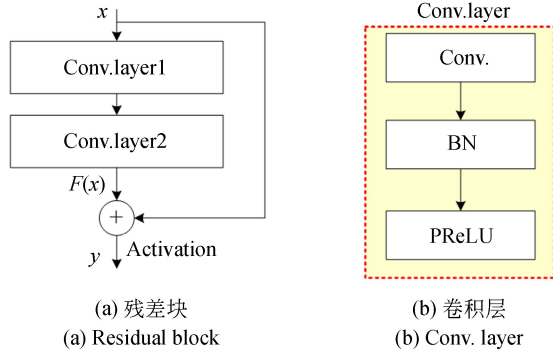 x
Conv.layer1
Conv.layer2
F(x)
+
Activation
y
(a) 残差块
(a) Residual block
Conv.layer
Conv.
BN
PReLU
(b) 卷积层
(b) Conv. layer